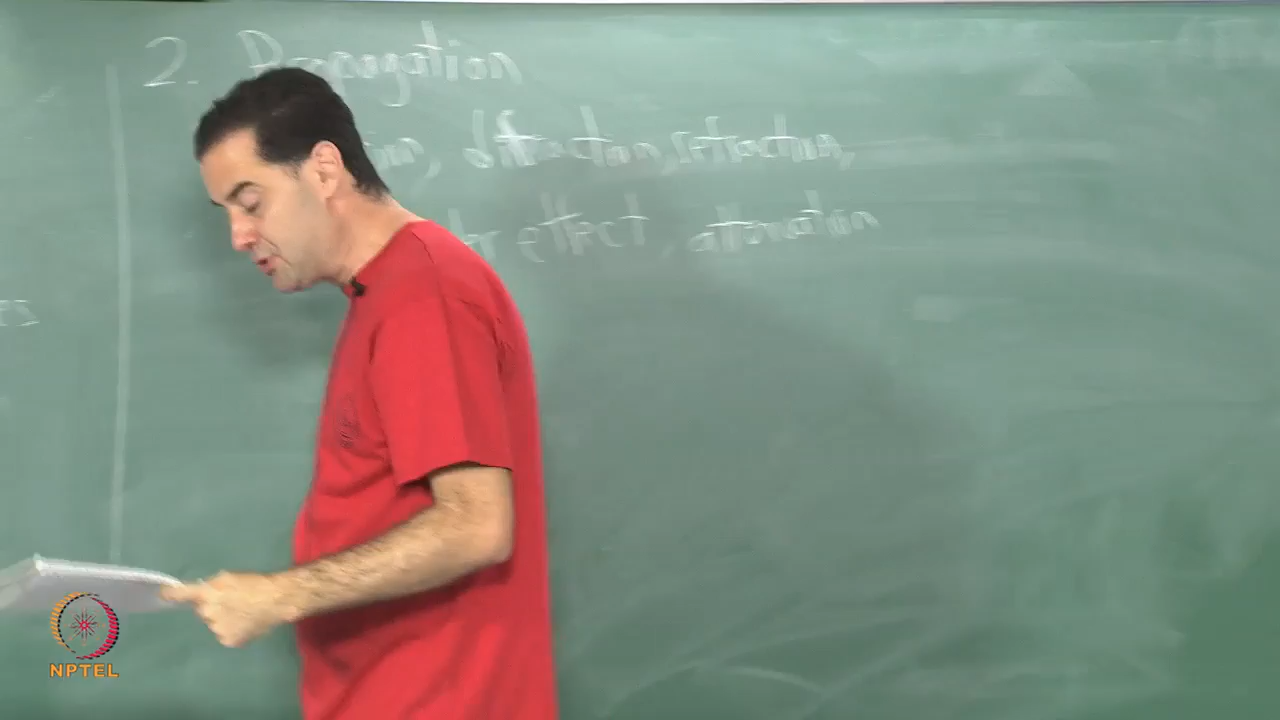 2. Propagation
diffraction, refraction,
effect, attenuation
NPTEL